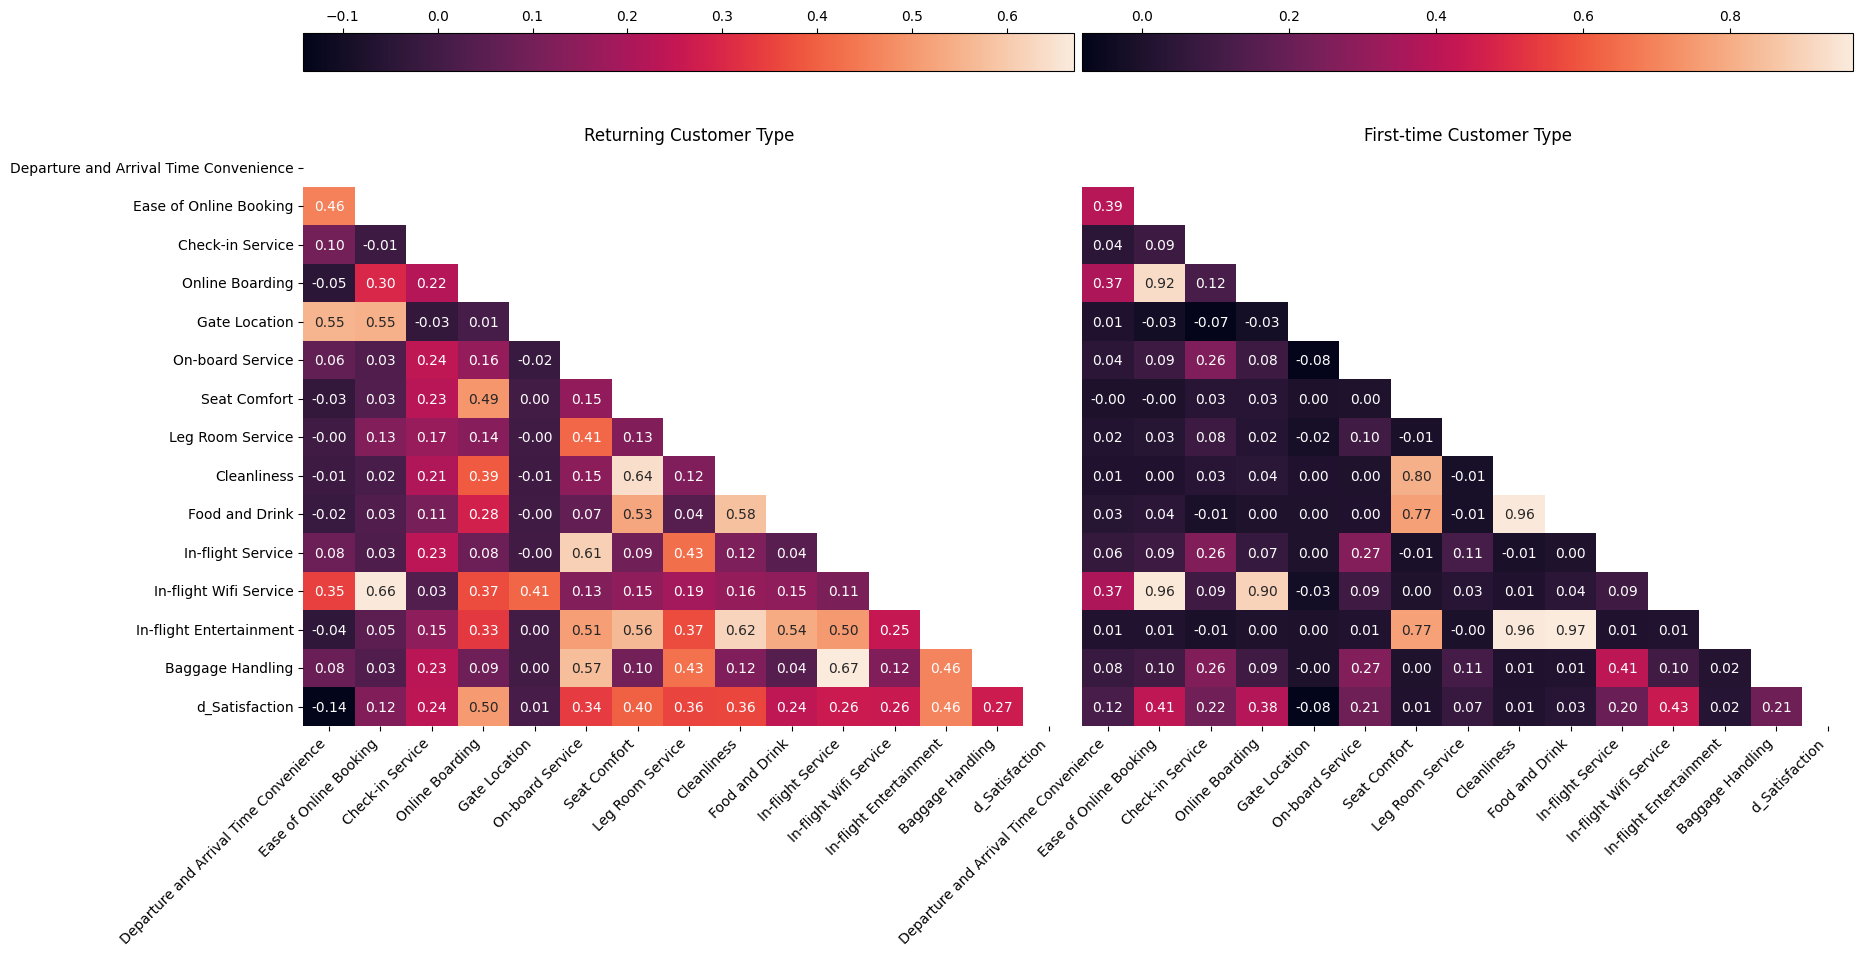 −0.1 0.0 0.1 0.2 0.3 0.4 0.5 0.6
0.0 0.2 0.4 0.6 0.8
Returning Customer Type
First-time Customer Type
Departure and Arrival Time Convenience
Ease of Online Booking 0.46
0.39
Check-in Service 0.10 -0.01
0.04 0.09
Online Boarding -0.05 0.30 0.22
0.37 0.92 0.12
Gate Location 0.55 0.55 -0.03 0.01
0.01 -0.03 -0.07 -0.03
On-board Service 0.06 0.03 0.24 0.16 -0.02
0.04 0.09 0.26 0.08 -0.08
Seat Comfort -0.03 0.03 0.23 0.49 0.00 0.15
-0.00 -0.00 0.03 0.03 0.00 0.00
Leg Room Service -0.00 0.13 0.17 0.14 -0.00 0.41 0.13
0.02 0.03 0.08 0.02 -0.02 0.10 -0.01
Cleanliness -0.01 0.02 0.21 0.39 -0.01 0.15 0.64 0.12
0.01 0.00 0.03 0.04 0.00 0.00 0.80 -0.01
Food and Drink -0.02 0.03 0.11 0.28 -0.00 0.07 0.53 0.04 0.58
0.03 0.04 -0.01 0.00 0.00 0.00 0.77 -0.01 0.96
In-flight Service 0.08 0.03 0.23 0.08 -0.00 0.61 0.09 0.43 0.12 0.04
0.06 0.09 0.26 0.07 0.00 0.27 -0.01 0.11 -0.01 0.00
In-flight Wifi Service 0.35 0.66 0.03 0.37 0.41 0.13 0.15 0.19 0.16 0.15 0.11
0.37 0.96 0.09 0.90 -0.03 0.09 0.00 0.03 0.01 0.04 0.09
In-flight Entertainment -0.04 0.05 0.15 0.33 0.00 0.51 0.56 0.37 0.62 0.54 0.50 0.25
0.01 0.01 -0.01 0.00 0.00 0.01 0.77 -0.00 0.96 0.97 0.01 0.01
Baggage Handling 0.08 0.03 0.23 0.09 0.00 0.57 0.10 0.43 0.12 0.04 0.67 0.12 0.46
0.08 0.10 0.26 0.09 -0.00 0.27 0.00 0.11 0.01 0.01 0.41 0.10 0.02
d_Satisfaction -0.14 0.12 0.24 0.50 0.01 0.34 0.40 0.36 0.36 0.24 0.26 0.26 0.46 0.27
0.12 0.41 0.22 0.38 -0.08 0.21 0.01 0.07 0.01 0.03 0.20 0.43 0.02 0.21
Departure and Arrival Time Convenience
Ease of Online Booking
Check-in Service
Online Boarding
Gate Location
On-board Service
Seat Comfort
Leg Room Service
Cleanliness
Food and Drink
In-flight Service
In-flight Wifi Service
In-flight Entertainment
Baggage Handling
d_Satisfaction
Departure and Arrival Time Convenience
Ease of Online Booking
Check-in Service
Online Boarding
Gate Location
On-board Service
Seat Comfort
Leg Room Service
Cleanliness
Food and Drink
In-flight Service
In-flight Wifi Service
In-flight Entertainment
Baggage Handling
d_Satisfaction